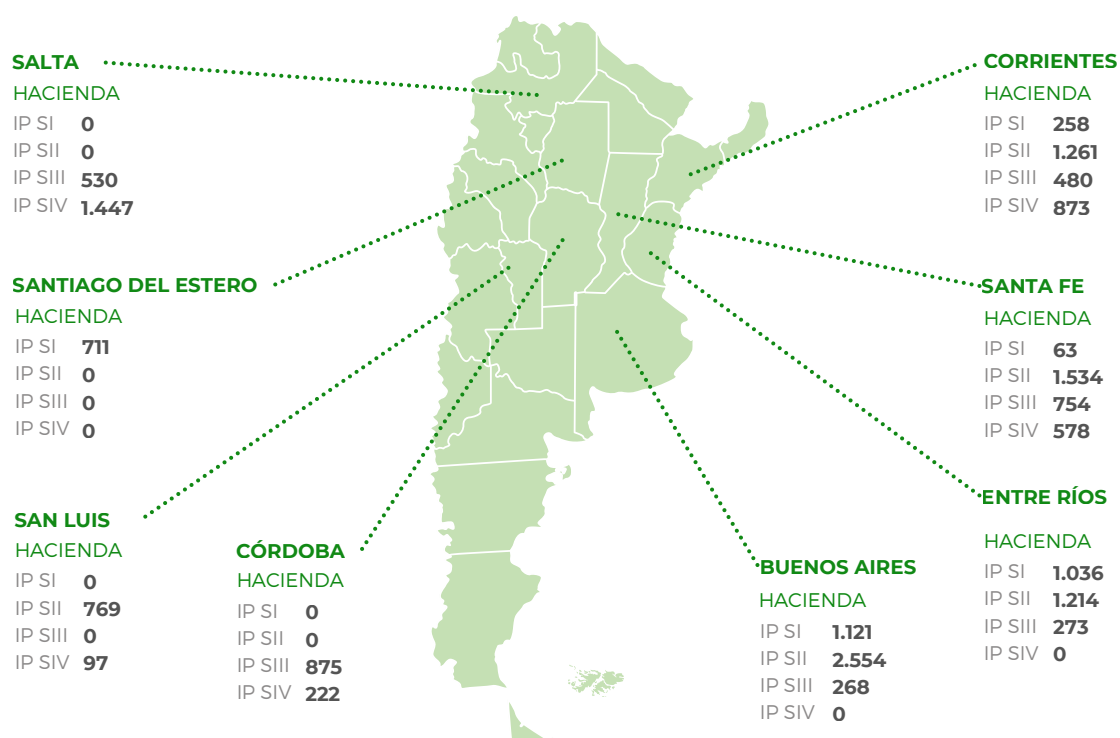 SALTA
HACIENDA
IP SI 0
IP SII 0
IP SIII 530
IP SIV 1.447
CORRIENTES
HACIENDA
IP SI 258
IP SII 1.261
IP SIII 480
IP SIV 873
SANTIAGO DEL ESTERO
HACIENDA
IP SI 711
IP SII 0
IP SIII 0
IP SIV 0
SANTA FE
HACIENDA
IP SI 63
IP SII 1.534
IP SIII 754
IP SIV 578
SAN LUIS
HACIENDA
IP SI 0
IP SII 769
IP SIII 0
IP SIV 97
CÓRDOBA
HACIENDA
IP SI 0
IP SII 0
IP SIII 875
IP SIV 222
BUENOS AIRES
HACIENDA
IP SI 1.121
IP SII 2.554
IP SIII 268
IP SIV 0
ENTRE RÍOS
HACIENDA
IP SI 1.036
IP SII 1.214
IP SIII 273
IP SIV 0